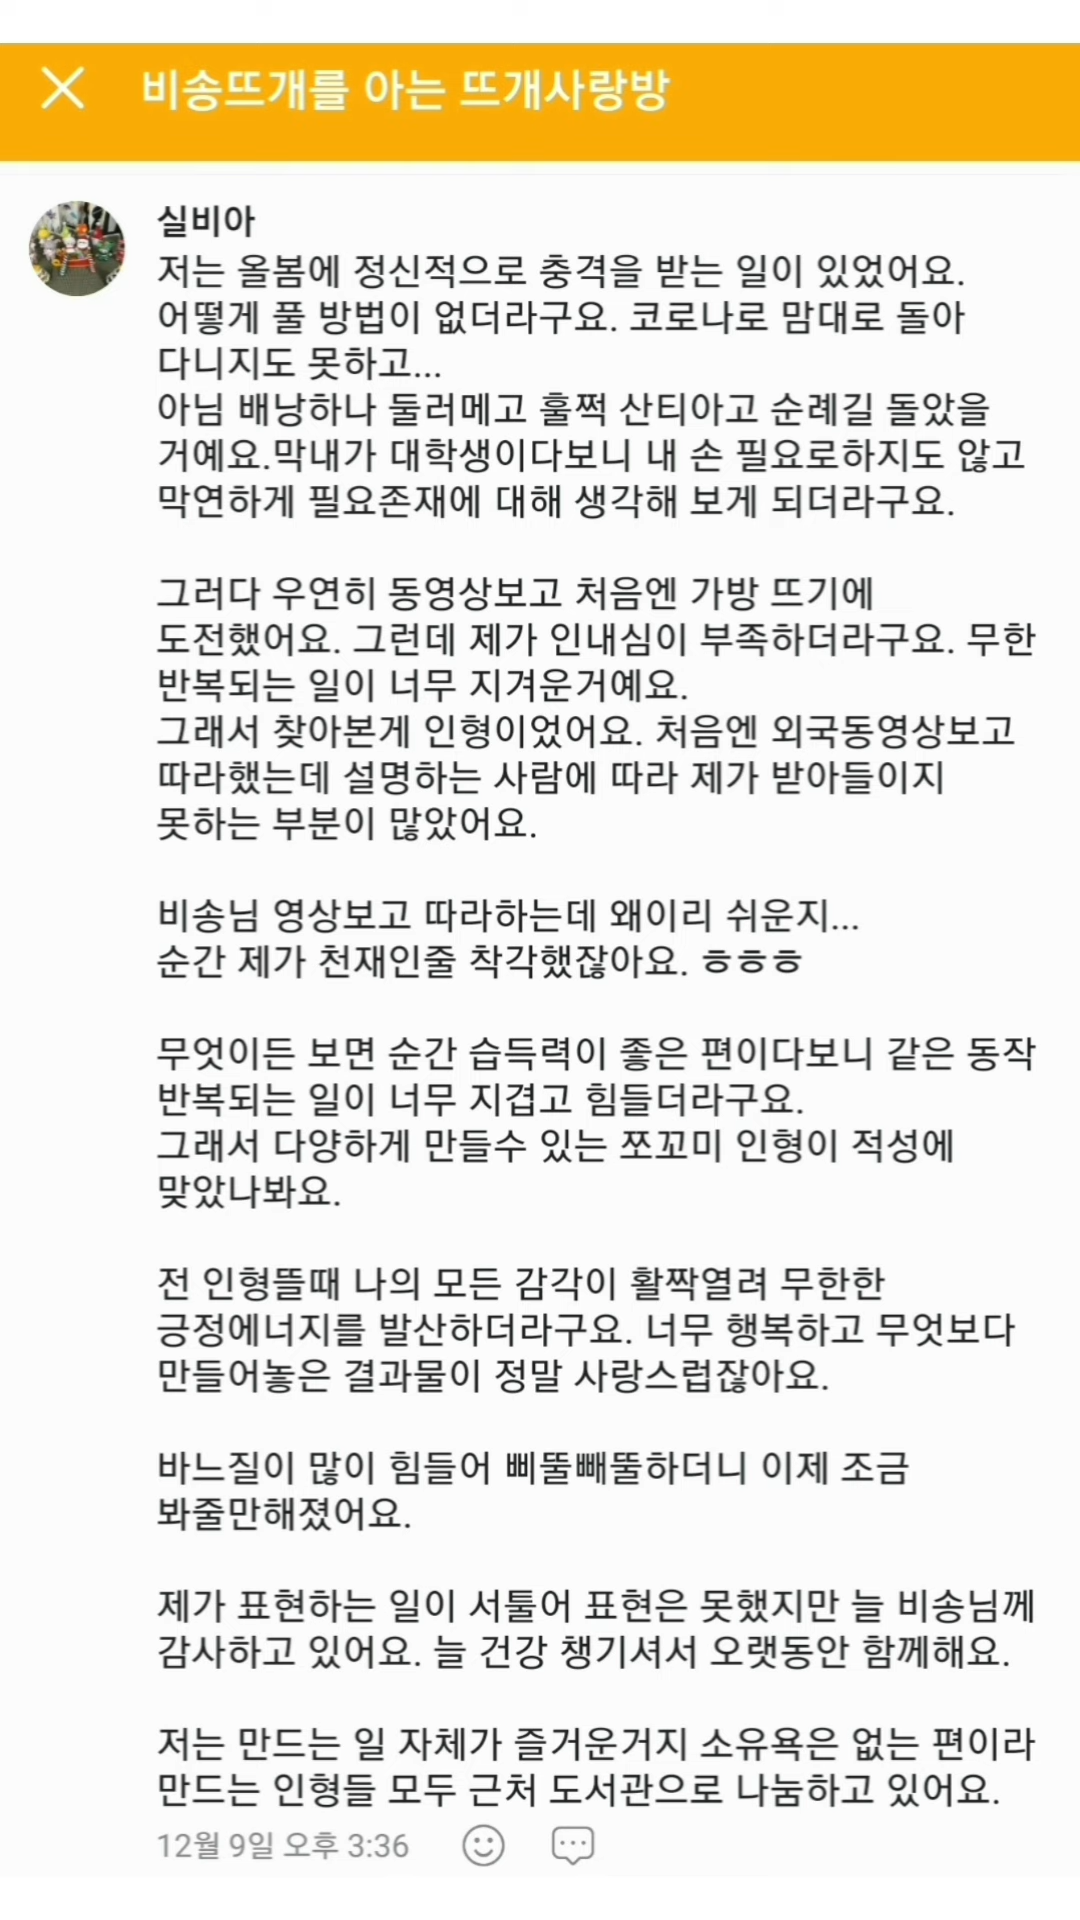 비송뜨개를 아는 뜨개사랑방
실비아
저는 올봄에 정신적으로 충격을 받는 일이 있었어요.
어떻게 풀 방법이 없더라구요. 코로나로 맘대로 돌아
다니지도 못하고...
아님 배낭하나 둘러메고 훌쩍 산티아고 순례길 돌았을
거예요.막내가 대학생이다보니 내 손 필요로하지도 않고
막연하게 필요존재에 대해 생각해 보게 되더라구요.
그러다 우연히 동영상보고 처음엔 가방 뜨기에
도전했어요. 그런데 제가 인내심이 부족하더라구요. 무한
반복되는 일이 너무 지겨운거예요.
그래서 찾아본게 인형이었어요. 처음엔 외국동영상보고
따라했는데 설명하는 사람에 따라 제가 받아들이지
못하는 부분이 많았어요.
비송님 영상보고 따라하는데 왜이리 쉬운지...
순간 제가 천재인줄 착각했잖아요. ㅎㅎㅎ
무엇이든 보면 순간 습득력이 좋은 편이다보니 같은 동작
반복되는 일이 너무 지겹고 힘들더라구요.
그래서 다양하게 만들수 있는 쪼꼬미 인형이 적성에
맞았나봐요.
전 인형뜰때 나의 모든 감각이 활짝열려 무한한
긍정에너지를 발산하더라구요. 너무 행복하고 무엇보다
만들어놓은 결과물이 정말 사랑스럽잖아요.
바느질이 많이 힘들어 삐뚤빼뚤하더니 이제 조금
봐줄만해졌어요.
제가 표현하는 일이 서툴어 표현은 못했지만 늘 비송님께
감사하고 있어요. 늘 건강 챙기셔서 오랫동안 함께해요.
저는 만드는 일 자체가 즐거운거지 소유욕은 없는 편이라
만드는 인형들 모두 근처 도서관으로 나눔하고 있어요.
12월 9일 오후 3:36